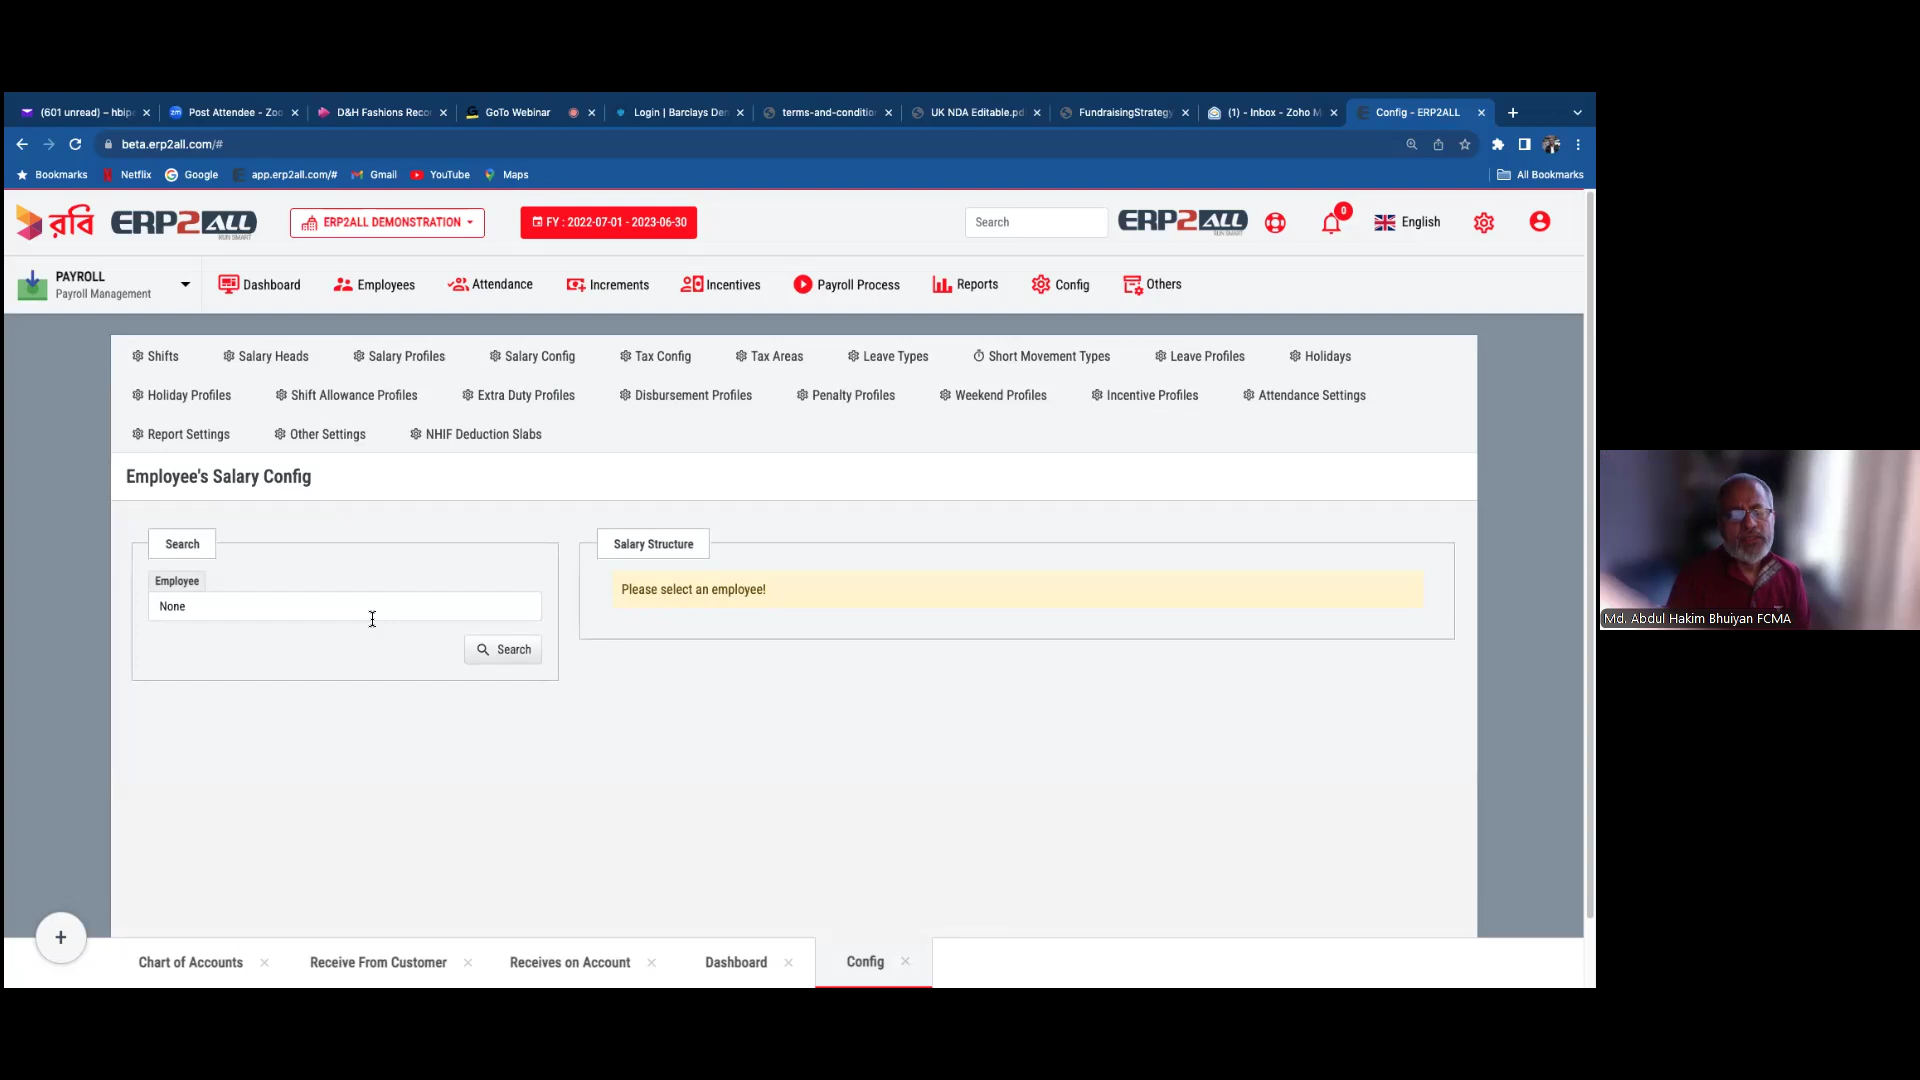 (601 unread) – hbip
Post Attendee - Zoo
D&H Fashions Recor
GoTo Webinar
Login | Barclays De
terms-and-conditio
UK NDA Editable.pd
FundraisingStrategy
(1) - Inbox - Zoho M
Config - ERP2ALL
beta.erp2all.com/#
Bookmarks
Netflix
Google
app.erp2all.com/#
Gmail
YouTube
Maps
All Bookmarks
রবি
ERP2ALL
RUN SMART
ERP2ALL DEMONSTRATION
FY : 2022-07-01 - 2023-06-30
Search
ERP2ALL
RUN SMART
0
English
PAYROLL
Payroll Management
Dashboard
Employees
Attendance
Increments
Incentives
Payroll Process
Reports
Config
Others
Shifts
Salary Heads
Salary Profiles
Salary Config
Tax Config
Tax Areas
Leave Types
Short Movement Types
Leave Profiles
Holidays
Holiday Profiles
Shift Allowance Profiles
Extra Duty Profiles
Disbursement Profiles
Penalty Profiles
Weekend Profiles
Incentive Profiles
Attendance Settings
Report Settings
Other Settings
NHIF Deduction Slabs
Employee's Salary Config
Search
Employee
None
Search
Salary Structure
Please select an employee!
Md. Abdul Hakim Bhuiyan FCMA
+
Chart of Accounts
Receive From Customer
Receives on Account
Dashboard
Config